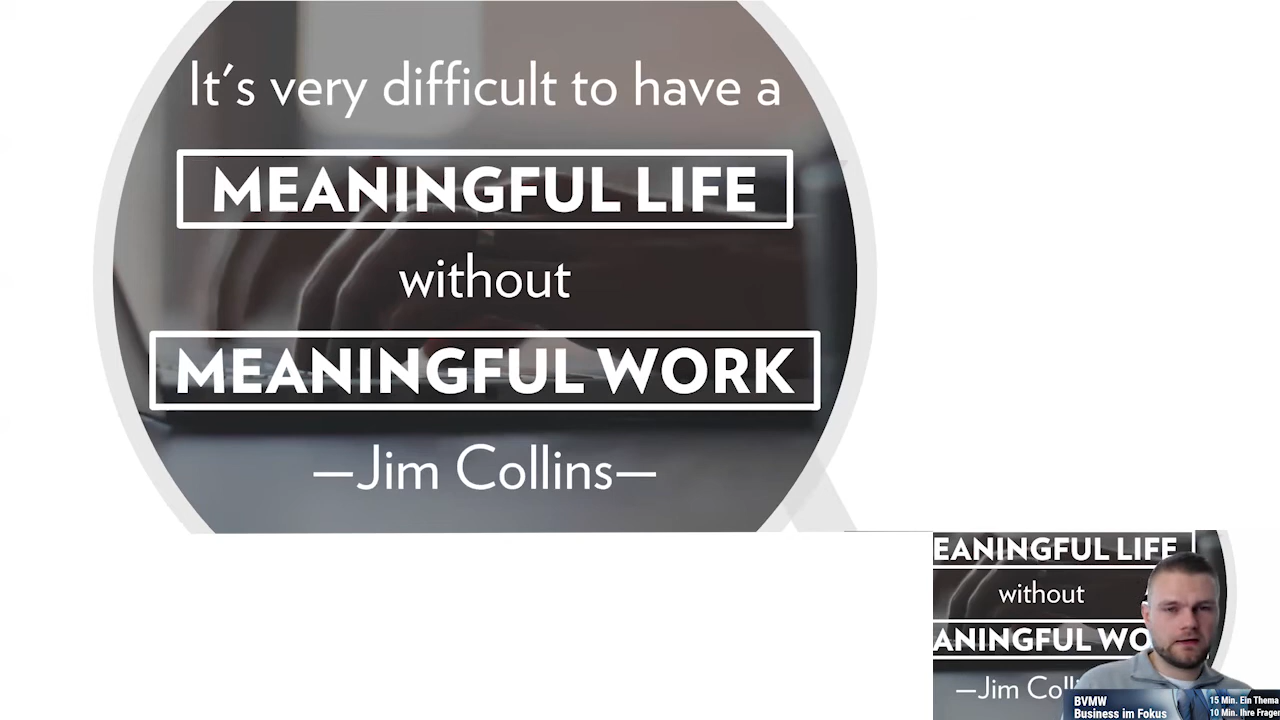 It's very difficult to have a
MEANINGFUL LIFE
without
MEANINGFUL WORK
—Jim Collins—
EANINGFUL LIFE
without
ANINGFUL WO
—Jim Coll
BVMW
Business im Fokus
15 Min. Ein Thema
10 Min. Ihre Fragen